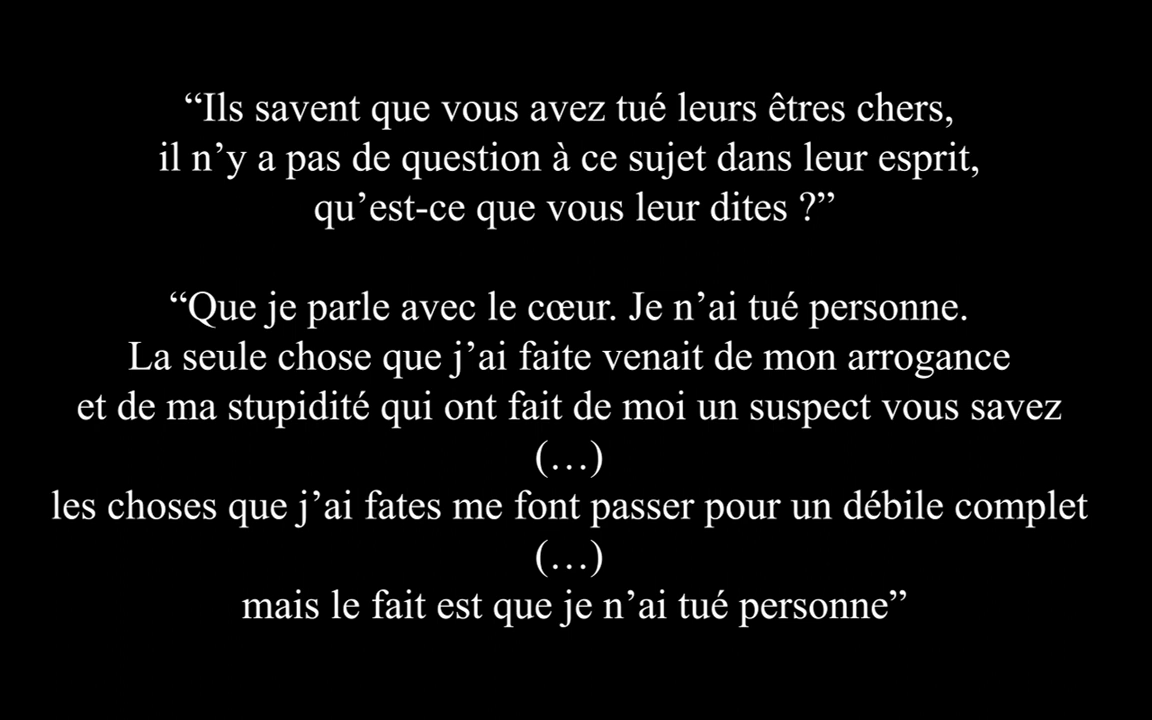 “Ils savent que vous avez tué leurs êtres chers,
il n’y a pas de question à ce sujet dans leur esprit,
qu’est-ce que vous leur dites ?”
“Que je parle avec le cœur. Je n’ai tué personne.
La seule chose que j’ai faite venait de mon arrogance
et de ma stupidité qui ont fait de moi un suspect vous savez
(…)
les choses que j’ai fates me font passer pour un débile complet
(…)
mais le fait est que je n’ai tué personne”